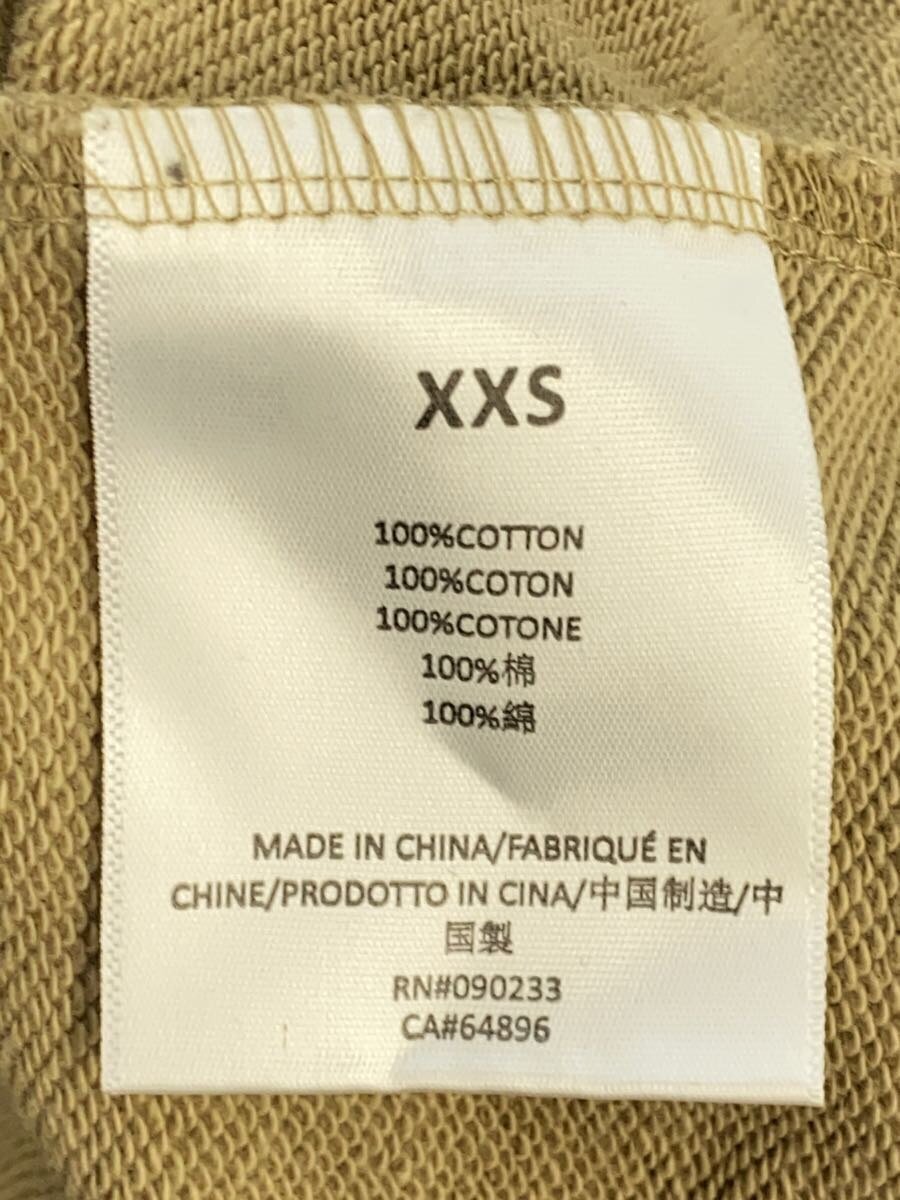 XXS
100%COTTON
100%COTON
100%COTONE
100%棉
100%綿
MADE IN CHINA/FABRIQUÉ EN
CHINE/PRODOTTO IN CINA/中国制造/中
国製
RN#090233
CA#64896